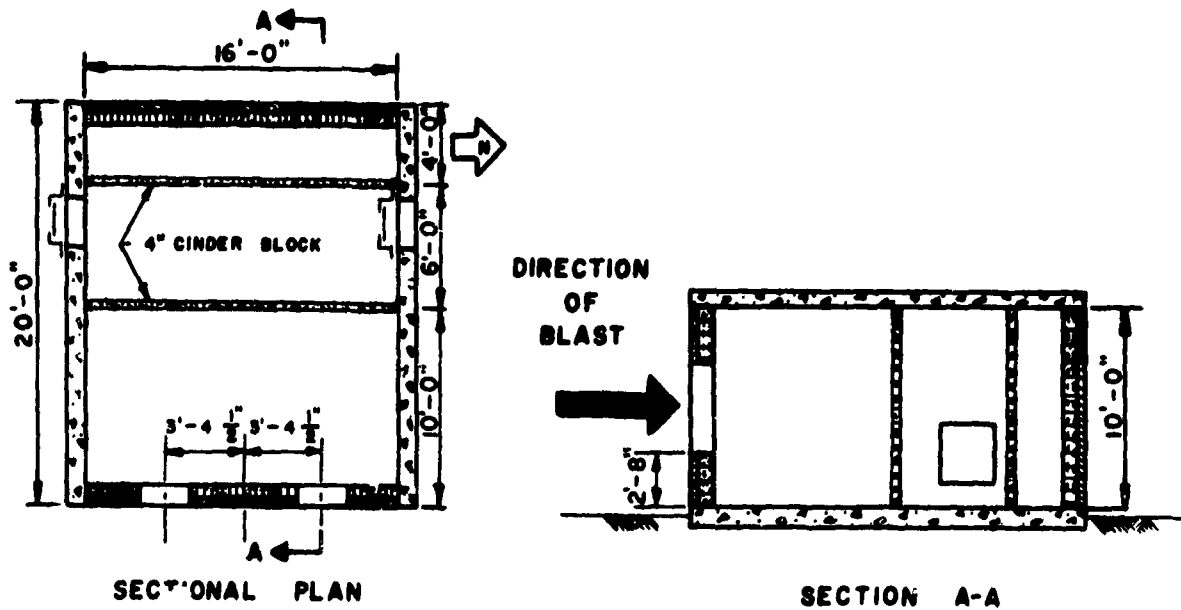 A
16'-0"
N
4'-0"
6'-0"
4" CINDER BLOCK
20'-0"
10'-0"
3'-4 1/2" 3'-4 1/2"
A
SECTIONAL PLAN
DIRECTION
OF
BLAST
2'-8"
10'-0"
SECTION A-A